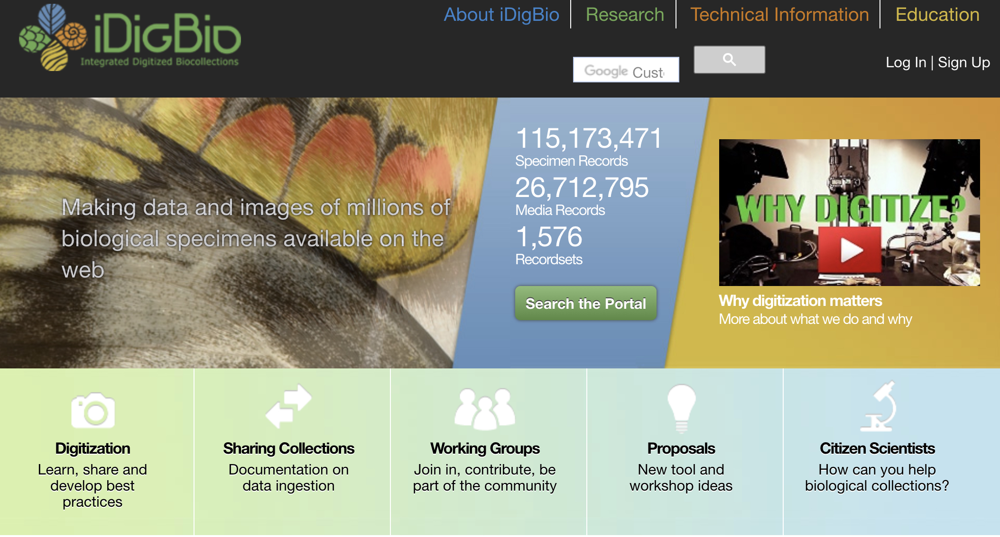 iDigBio
Integrated Digitized Biocollections
About iDigBio
Research
Technical Information
Education
Google
Log In | Sign Up
Making data and images of millions of
biological specimens available on the
web
115,173,471
Specimen Records
26,712,795
Media Records
1,576
Recordsets
Search the Portal
WHY DIGITIZE?
Why digitization matters
More about what we do and why
Digitization
Learn, share and
develop best
practices
Sharing Collections
Documentation on
data ingestion
Working Groups
Join in, contribute, be
part of the community
Proposals
New tool and
workshop ideas
Citizen Scientists
How can you help
biological collections?